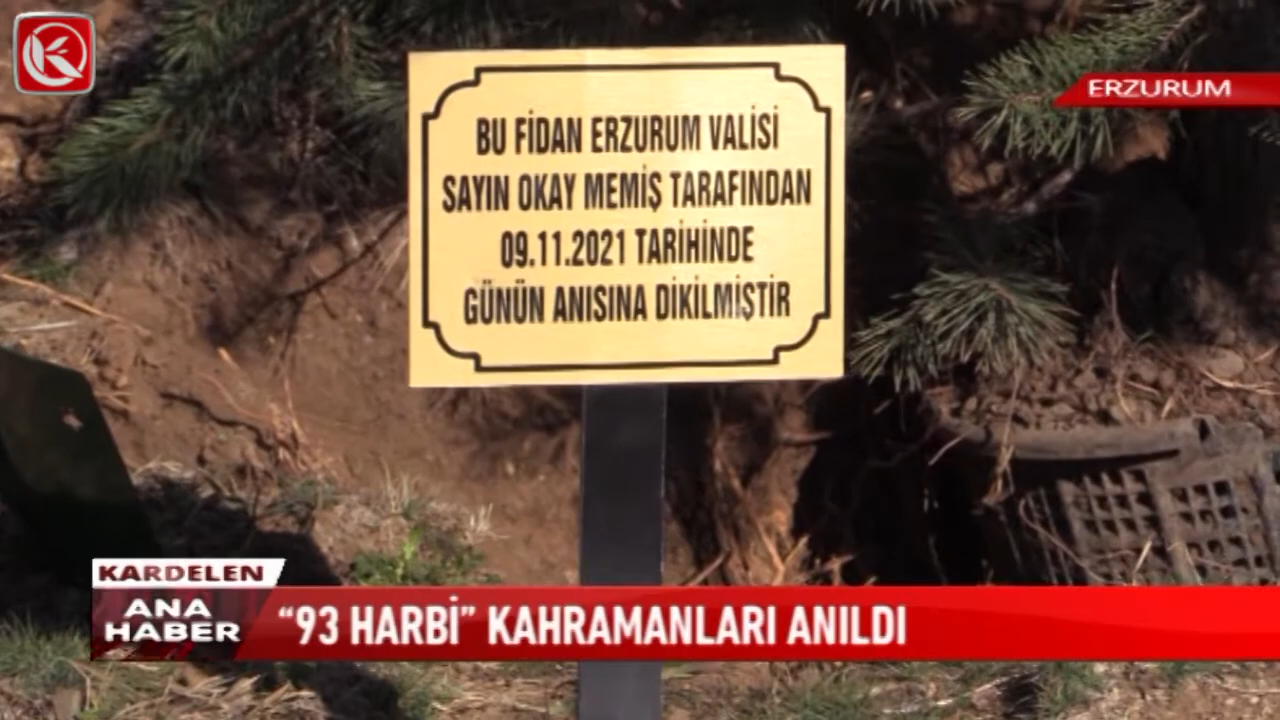 ERZURUM
BU FİDAN ERZURUM VALİSİ
SAYIN OKAY MEMİŞ TARAFINDAN
09.11.2021 TARİHİNDE
GÜNÜN ANISINA DİKİLMİŞTİR
KARDELEN
ANA
HABER
“93 HARBİ” KAHRAMANLARI ANILDI